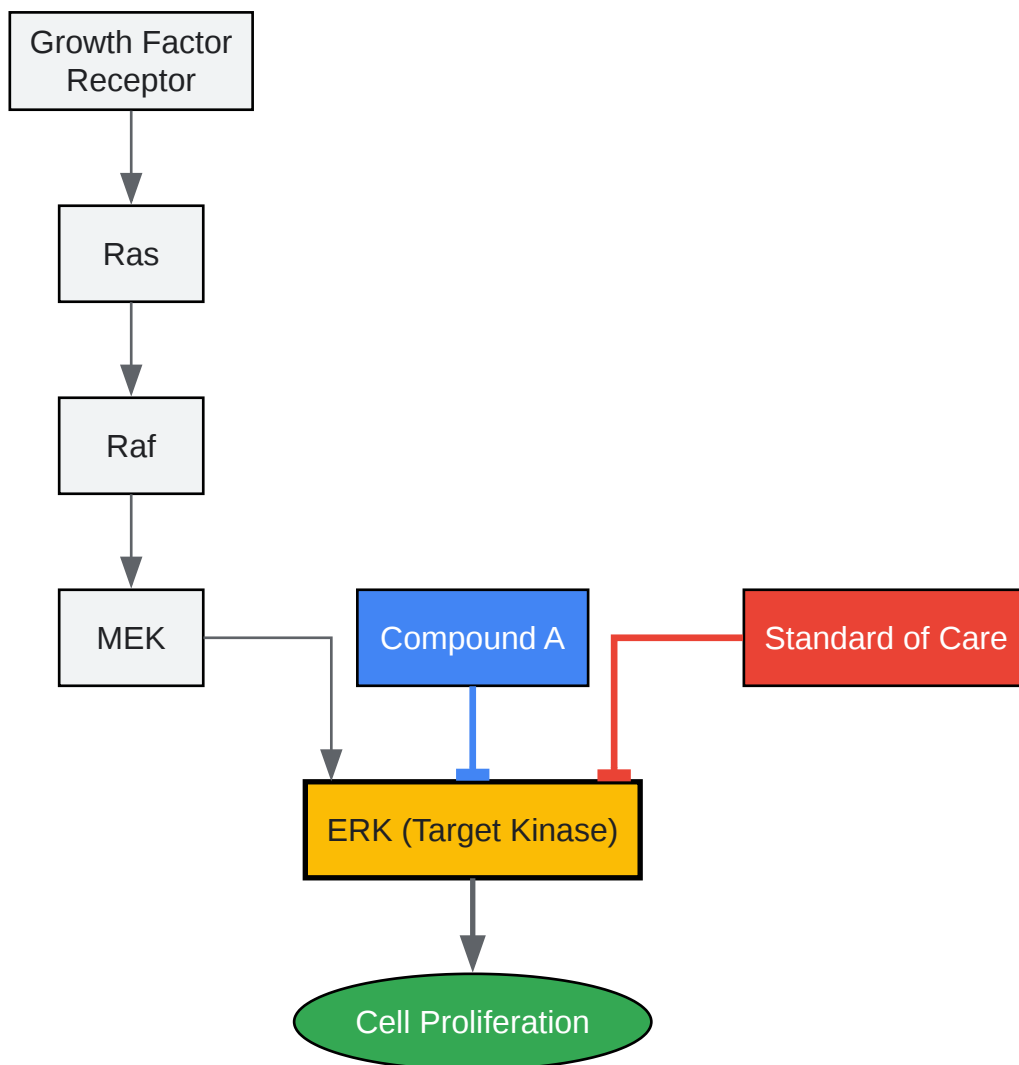 Growth Factor
Receptor
Ras
Raf
MEK
Compound A
Standard of Care
ERK (Target Kinase)
Cell Proliferation